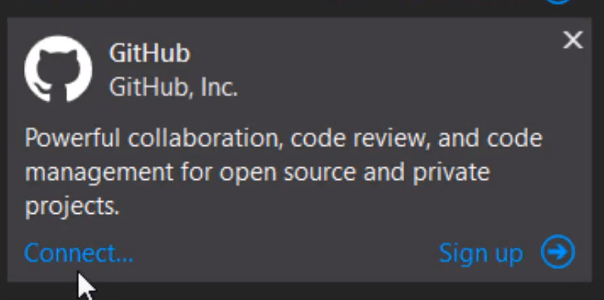 GitHub
GitHub, Inc.
Powerful collaboration, code review, and code
management for open source and private
projects.
Connect...
Sign up